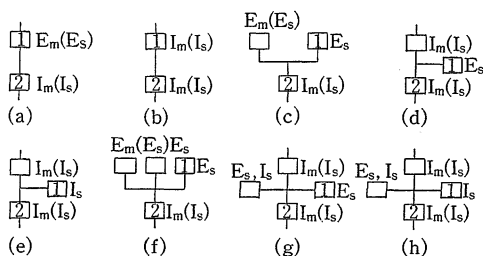 1 Em(Es)
2 Im(Is)
(a)
1 Im(Is)
2 Im(Is)
(b)
Em(Es)
1 Es
2 Im(Is)
(c)
Im(Is)
1 Es
2 Im(Is)
(d)
Im(Is)
1 Is
2 Im(Is)
(e)
Em(Es)Es
1 Es
2 Im(Is)
(f)
Es, Is
Im(Is)
1 Es
2 Im(Is)
(g)
Es, Is
Im(Is)
1 Is
2 Im(Is)
(h)